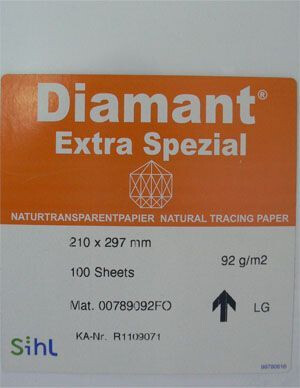 Diamant®
Extra Spezial
NATURTRANSPARENTPAPIER NATURAL TRACING PAPER
210 x 297 mm
92 g/m2
100 Sheets
Mat. 00789092FO
LG
KA-Nr. R1109071
Sihl